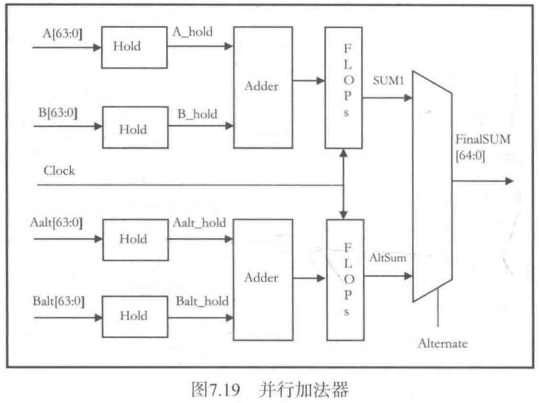 A[63:0]
Hold
A_hold
B[63:0]
Hold
B_hold
Adder
F
L
O
P
s
SUM1
FinalSUM
[64:0]
Clock
Aalt[63:0]
Hold
Aalt_hold
Balt[63:0]
Hold
Balt_hold
Adder
F
L
O
P
s
AltSum
Alternate
图7.19 并行加法器